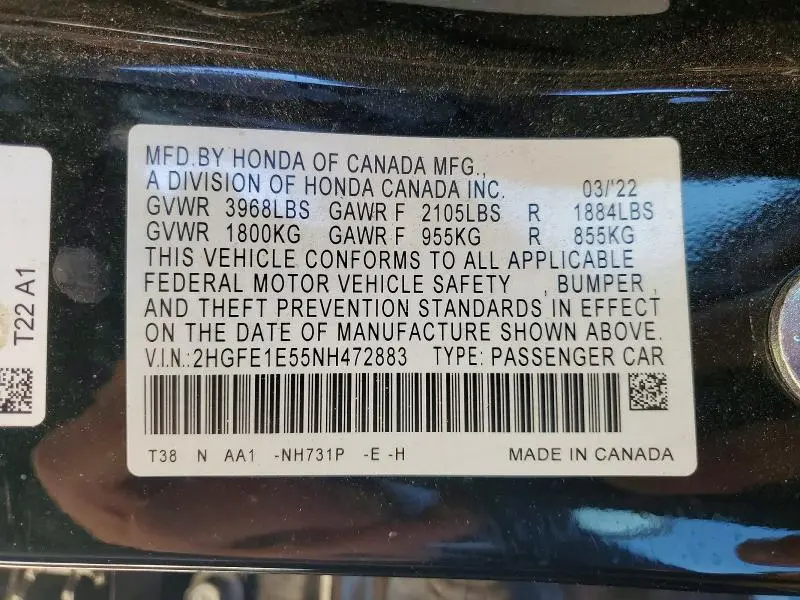 MFD.BY HONDA OF CANADA MFG.,
A DIVISION OF HONDA CANADA INC. 03/'22
GVWR 3968LBS GAWR F 2105LBS R 1884LBS
GVWR 1800KG GAWR F 955KG R 855KG
THIS VEHICLE CONFORMS TO ALL APPLICABLE
FEDERAL MOTOR VEHICLE SAFETY , BUMPER ,
AND THEFT PREVENTION STANDARDS IN EFFECT
ON THE DATE OF MANUFACTURE SHOWN ABOVE.
V.I.N.:2HGFE1E55NH472883 TYPE: PASSENGER CAR
T38 N AA1 -NH731P -E -H MADE IN CANADA
T22 A1